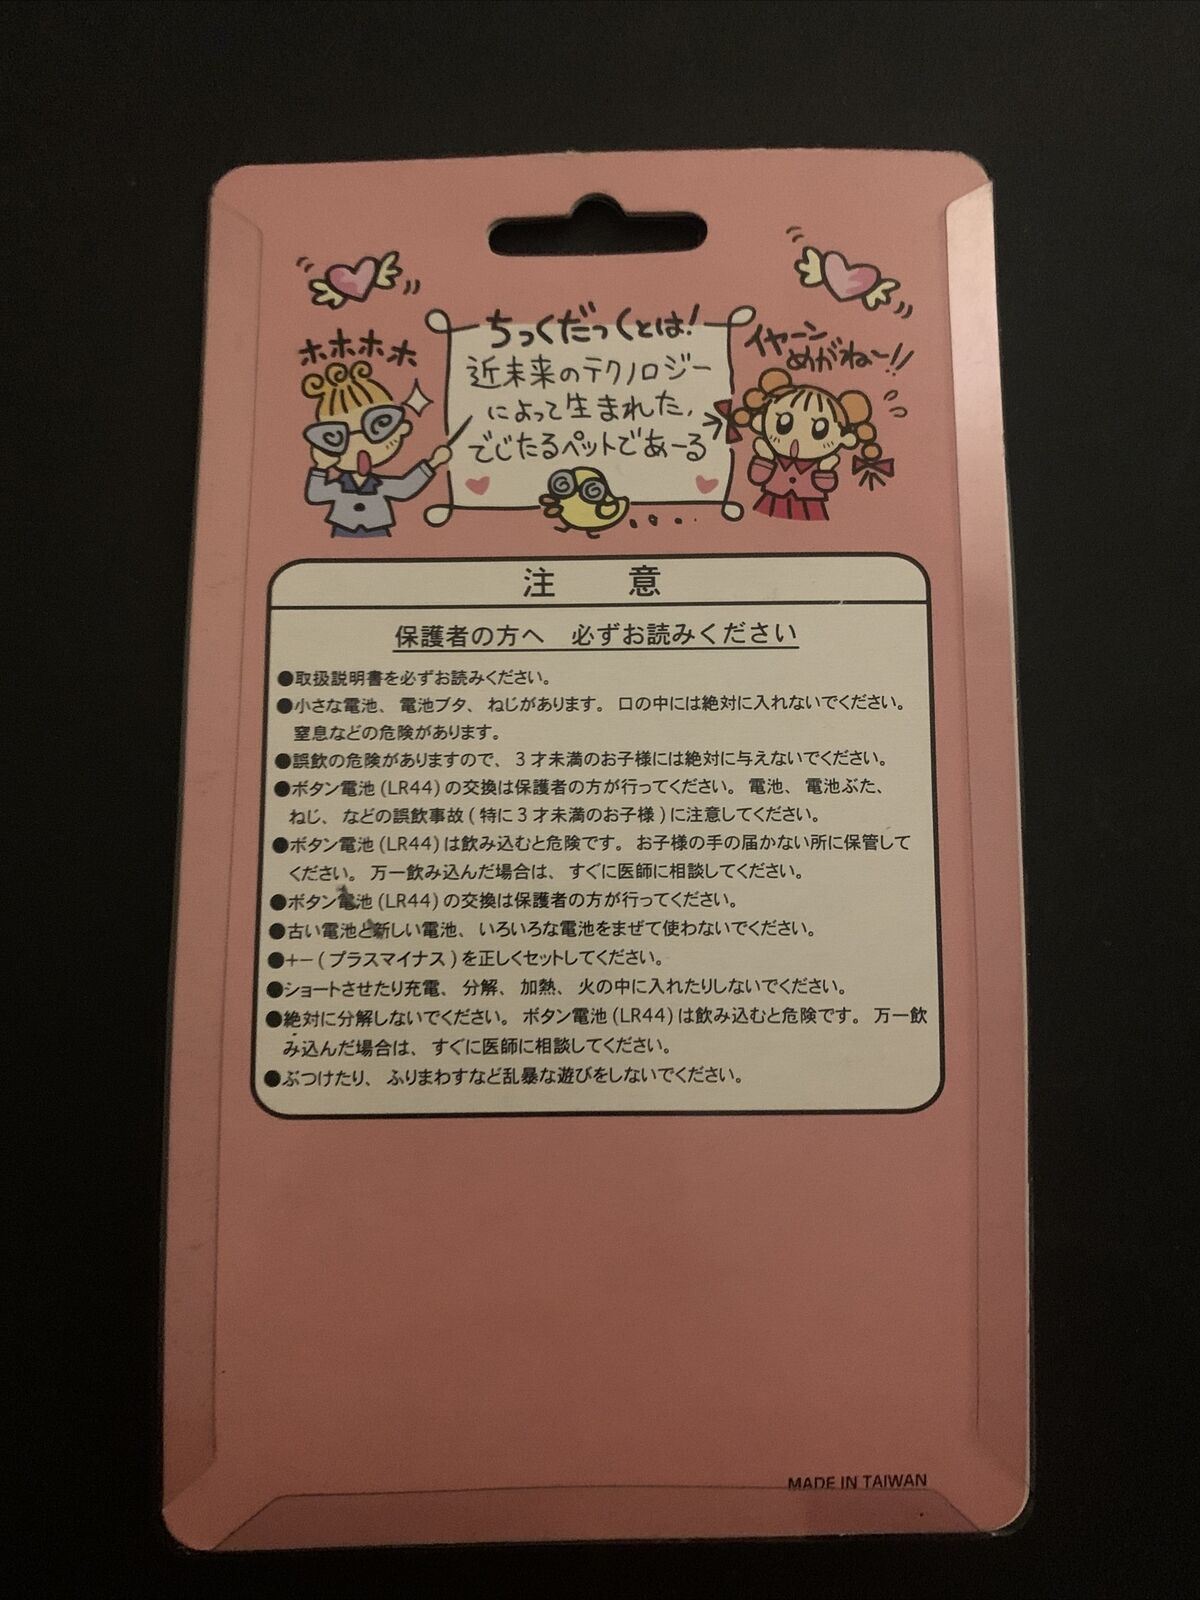 ちっくだっくとは!
ホホホホ
近未来のテクノロジー
によって生まれた,
でじたるペットであーる
イヤーン
めがね〜!!
注 意
保護者の方へ 必ずお読みください
●取扱説明書を必ずお読みください。
●小さな電池、電池ブタ、ねじがあります。口の中には絶対に入れないでください。
窒息などの危険があります。
●誤飲の危険がありますので、3才未満のお子様には絶対に与えないでください。
●ボタン電池(LR44)の交換は保護者の方が行ってください。電池、電池ぶた、
ねじ、などの誤飲事故(特に3才未満のお子様)に注意してください。
●ボタン電池(LR44)は飲み込むと危険です。お子様の手の届かない所に保管して
ください。万一飲み込んだ場合は、すぐに医師に相談してください。
●ボタン電池(LR44)の交換は保護者の方が行ってください。
●古い電池と新しい電池、いろいろな電池をまぜて使わないでください。
●+−(プラスマイナス)を正しくセットしてください。
●ショートさせたり充電、分解、加熱、火の中に入れたりしないでください。
●絶対に分解しないでください。ボタン電池(LR44)は飲み込むと危険です。万一飲
み込んだ場合は、すぐに医師に相談してください。
●ぶつけたり、ふりまわすなど乱暴な遊びをしないでください。
MADE IN TAIWAN